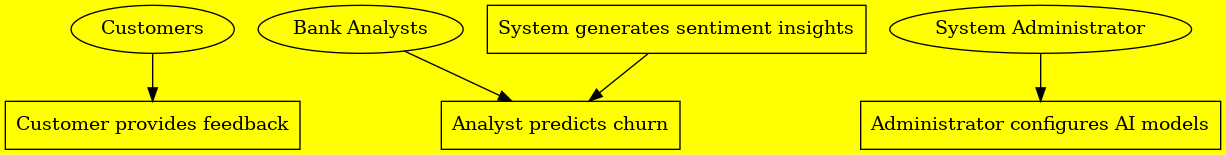 Customers
Bank Analysts
System generates sentiment insights
System Administrator
Customer provides feedback
Analyst predicts churn
Administrator configures AI models